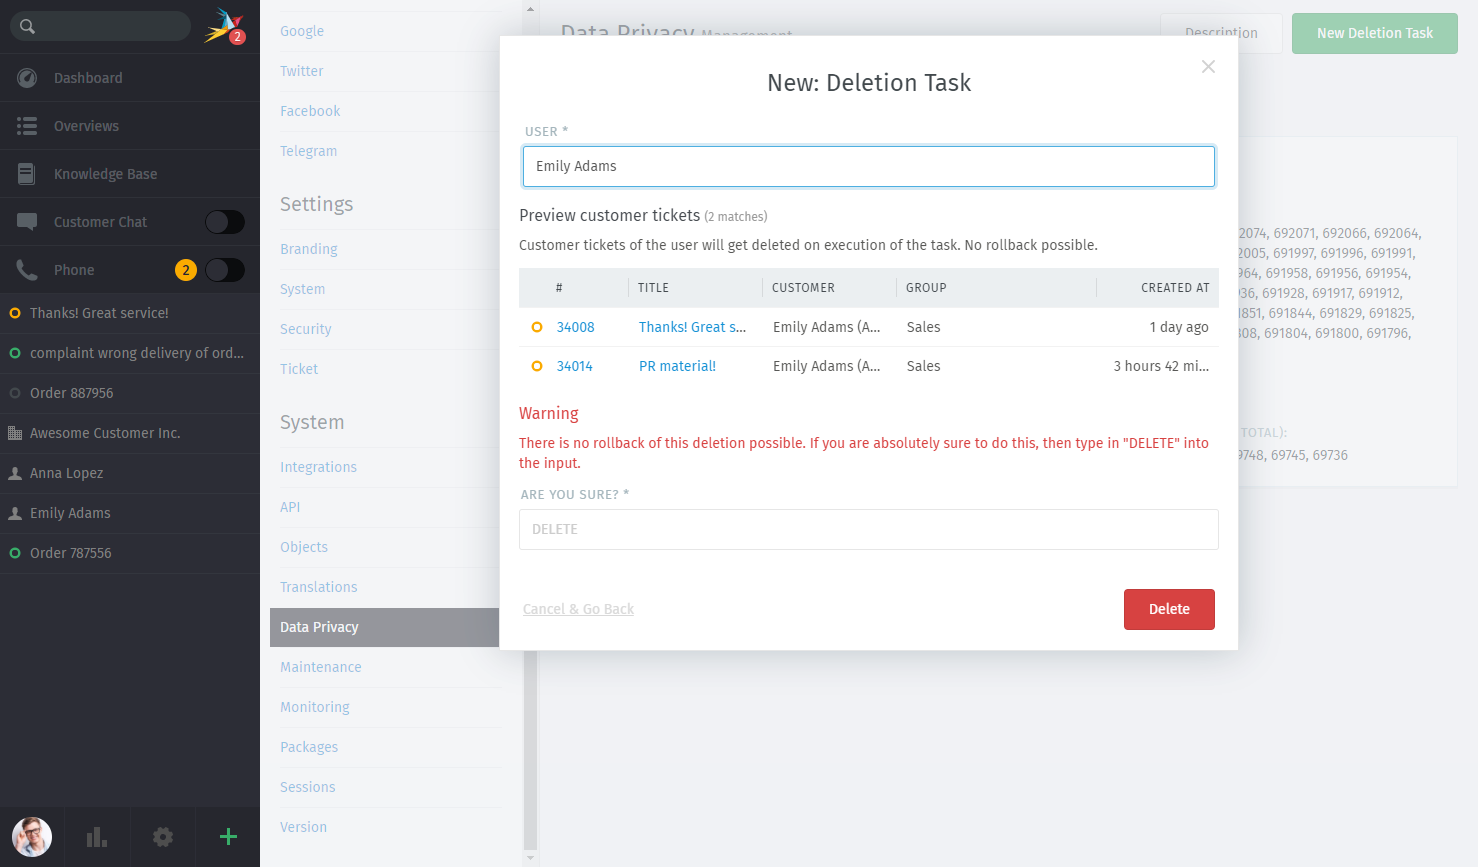 2
Dashboard
Overviews
Knowledge Base
Customer Chat
Phone
2
Thanks! Great service!
complaint wrong delivery of ord...
Order 887956
Awesome Customer Inc.
Anna Lopez
Emily Adams
Order 787556
Google
Twitter
Facebook
Telegram
Settings
Branding
System
Security
Ticket
System
Integrations
API
Objects
Translations
Data Privacy
Maintenance
Monitoring
Packages
Sessions
Version
Data Privacy Management
Description
New Deletion Task
New: Deletion Task
USER *
Emily Adams
Preview customer tickets (2 matches)
Customer tickets of the user will get deleted on execution of the task. No rollback possible.
# TITLE CUSTOMER GROUP CREATED AT
34008 Thanks! Great s... Emily Adams (A... Sales 1 day ago
34014 PR material! Emily Adams (A... Sales 3 hours 42 mi...
Warning
There is no rollback of this deletion possible. If you are absolutely sure to do this, then type in "DELETE" into
the input.
ARE YOU SURE? *
DELETE
Cancel & Go Back
Delete
692071, 692066, 692064,
691997, 691996, 691991,
691958, 691956, 691954,
691928, 691917, 691912,
691844, 691829, 691825,
691804, 691800, 691796,
TOTAL):
69745, 69736